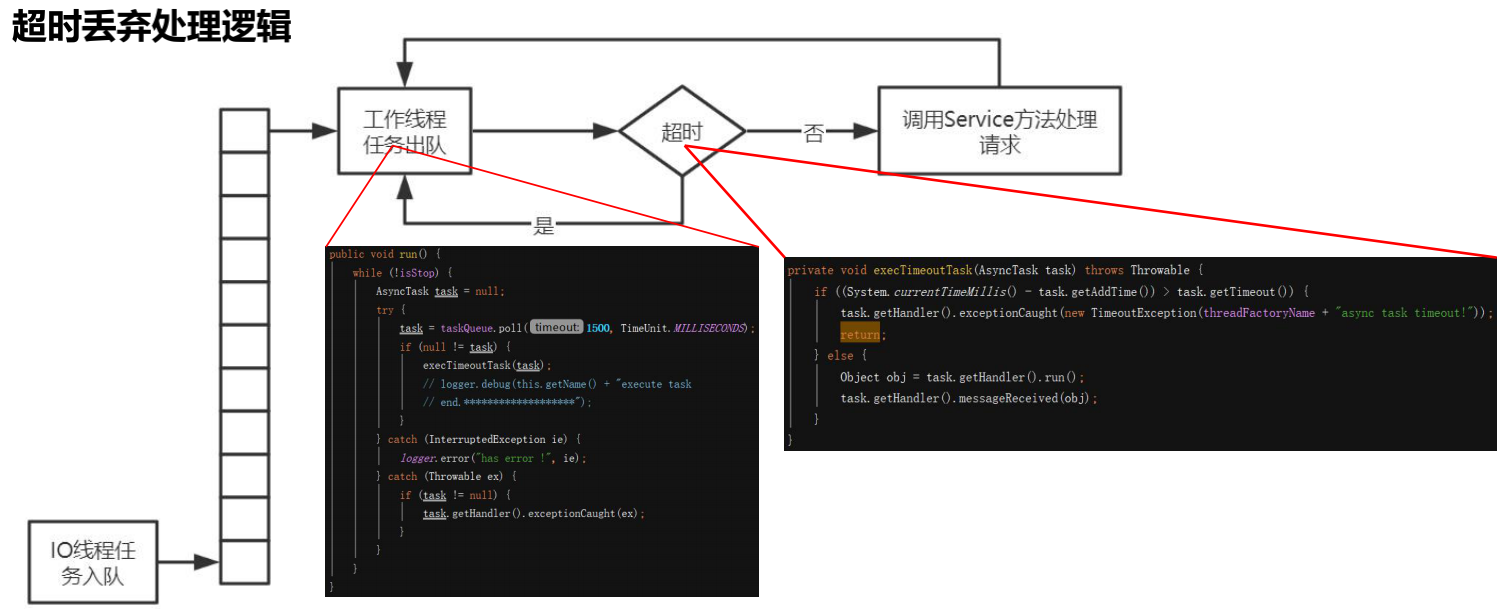 超时丢弃处理逻辑
工作线程
任务出队
超时
否
调用Service方法处理
请求
是
public void run() {
while (!isStop) {
AsyncTask task = null;
try {
task = taskQueue.poll( timeout: 1500, TimeUnit.MILLISECONDS);
if (null != task) {
execTimeoutTask(task);
// logger.debug(this.getName() + "execute task
// end.*******************");
}
} catch (InterruptedException ie) {
logger.error("has error !", ie);
} catch (Throwable ex) {
if (task != null) {
task.getHandler().exceptionCaught(ex);
}
}
}
}
private void execTimeoutTask(AsyncTask task) throws Throwable {
if ((System.currentTimeMillis() - task.getAddTime()) > task.getTimeout()) {
task.getHandler().exceptionCaught(new TimeoutException(threadFactoryName + "async task timeout!"));
return;
} else {
Object obj = task.getHandler().run();
task.getHandler().messageReceived(obj);
}
}
IO线程任
务入队